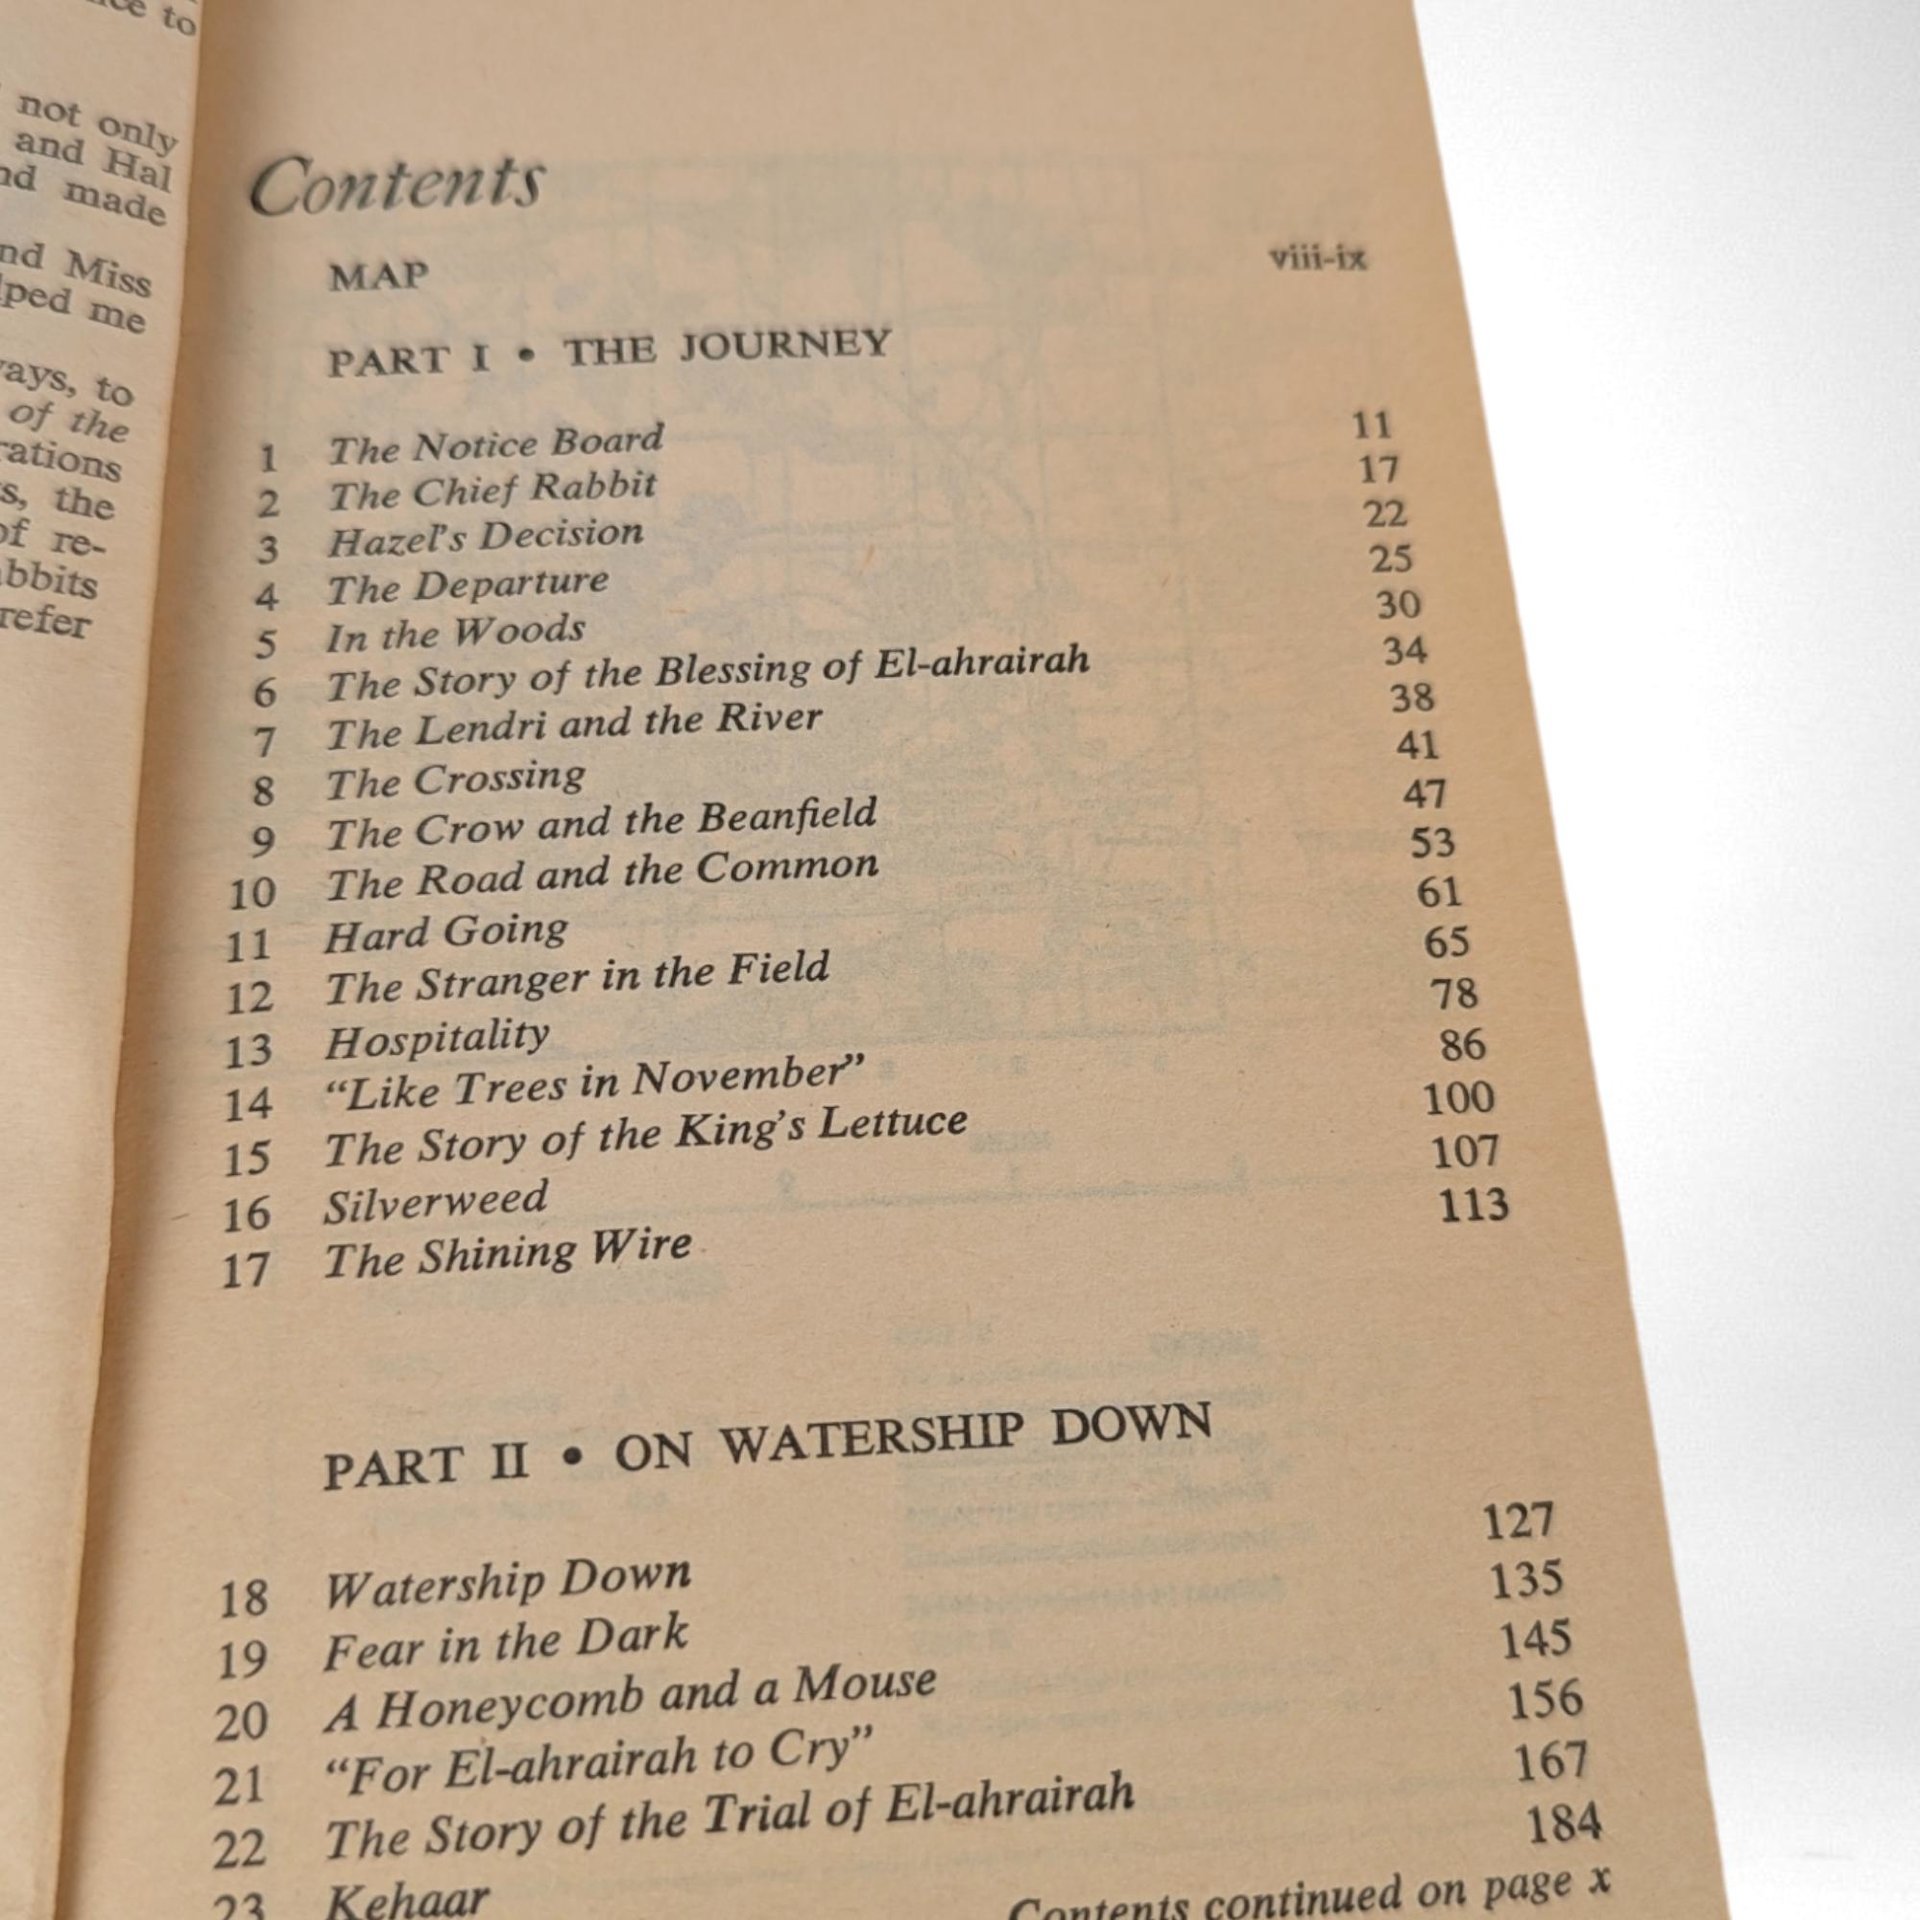 to
not only
and Hal
made
Miss
me
to
of the
the
of re-
refer
Contents
MAP viii-ix
PART I • THE JOURNEY
1 The Notice Board 11
2 The Chief Rabbit 17
3 Hazel's Decision 22
4 The Departure 25
5 In the Woods 30
6 The Story of the Blessing of El-ahrairah 34
7 The Lendri and the River 38
8 The Crossing 41
9 The Crow and the Beanfield 47
10 The Road and the Common 53
11 Hard Going 61
12 The Stranger in the Field 65
13 Hospitality 78
14 “Like Trees in November” 86
15 The Story of the King's Lettuce 100
16 Silverweed 107
17 The Shining Wire 113
PART II • ON WATERSHIP DOWN
18 Watership Down 127
19 Fear in the Dark 135
20 A Honeycomb and a Mouse 145
21 “For El-ahrairah to Cry” 156
22 The Story of the Trial of El-ahrairah 167
23 Kehaar 184
Contents continued on page x